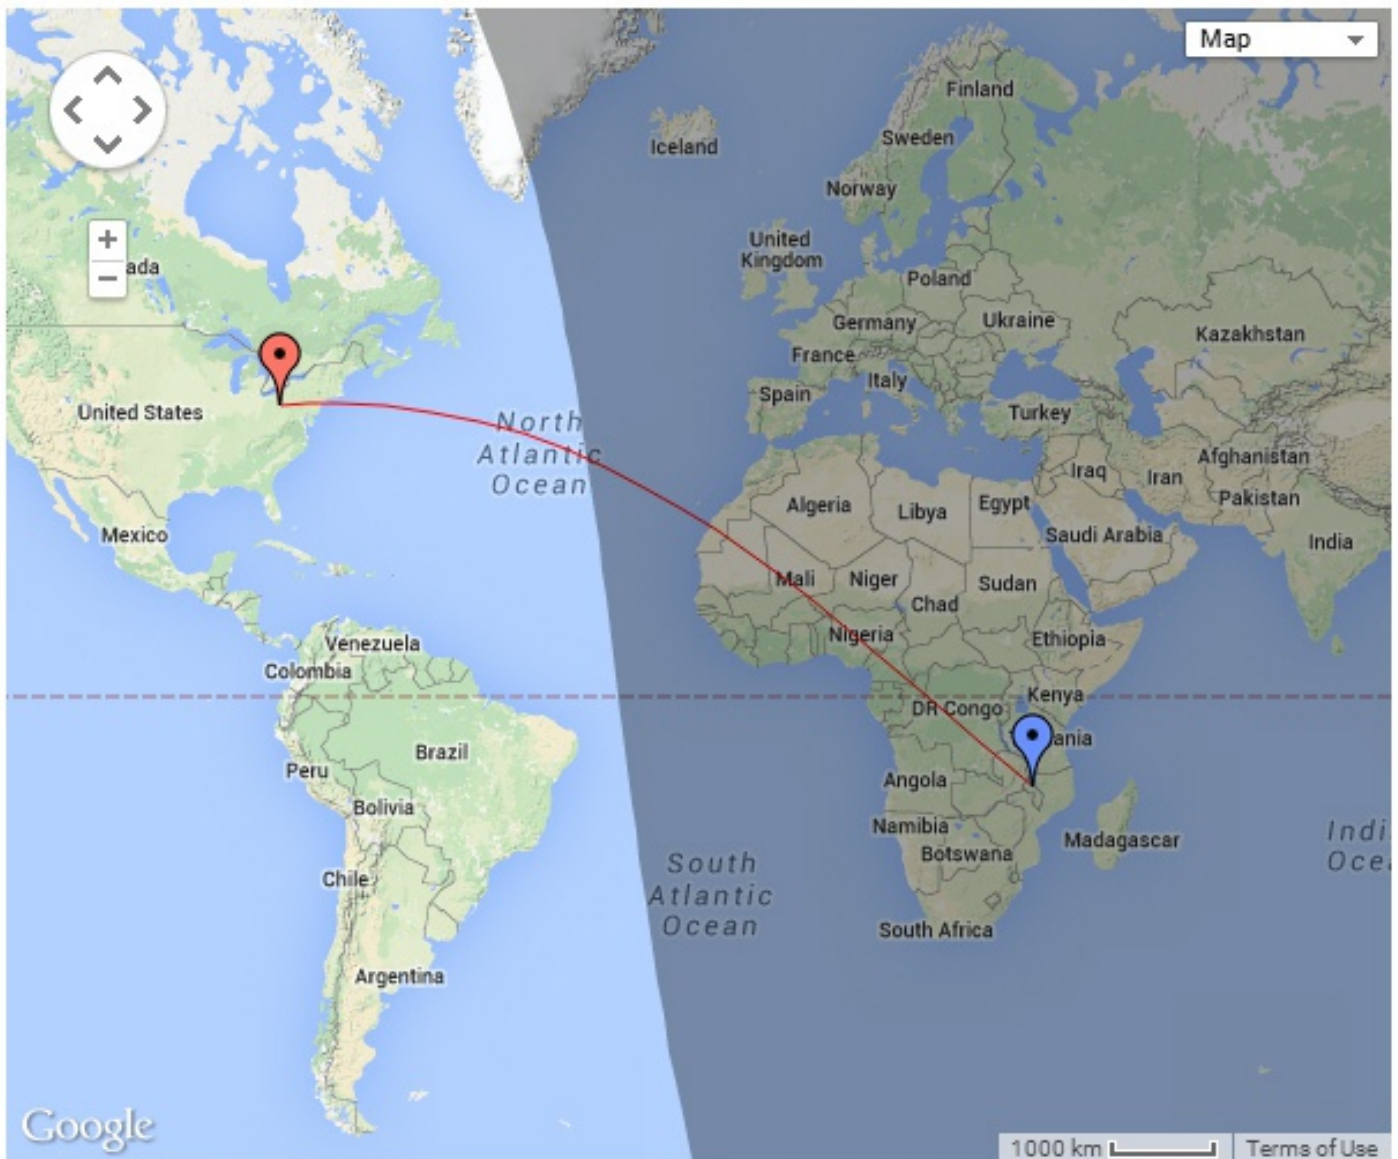 Map
Finland
Sweden
Iceland
Norway
United
Kingdom
+
−
ada
Poland
Germany
Ukraine
Kazakhstan
France
Italy
Spain
United States
Turkey
North
Atlantic
Ocean
Afghanistan
Iraq
Iran
Pakistan
Algeria
Libya
Egypt
Saudi Arabia
India
Mexico
Mali
Niger
Sudan
Chad
Nigeria
Ethiopia
Venezuela
Colombia
Kenya
DR Congo
ania
Brazil
Peru
Angola
Bolivia
Namibia
Madagascar
Botswana
Indi
Ocea
South
Atlantic
Ocean
Chile
South Africa
Argentina
Google
1000 km
Terms of Use